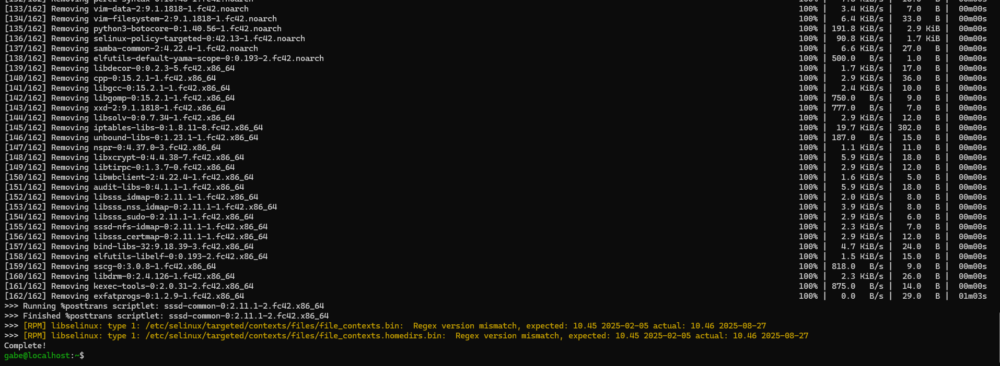 [132/162] Removing pcre2-syntax-0:10.45-1.fc42.noarch 100% | 7.8 KiB/s | 16.0 B | 00m00s
[133/162] Removing vim-data-2:9.1.1818-1.fc42.noarch 100% | 3.4 KiB/s | 7.0 B | 00m00s
[134/162] Removing vim-filesystem-2:9.1.1818-1.fc42.noarch 100% | 6.4 KiB/s | 33.0 B | 00m00s
[135/162] Removing python3-botocore-0:1.40.56-1.fc42.noarch 100% | 191.8 KiB/s | 2.9 KiB | 00m00s
[136/162] Removing selinux-policy-targeted-0:42.13-1.fc42.noarch 100% | 90.8 KiB/s | 1.7 KiB | 00m00s
[137/162] Removing samba-common-2:4.22.4-1.fc42.noarch 100% | 6.6 KiB/s | 27.0 B | 00m00s
[138/162] Removing elfutils-default-yama-scope-0:0.193-2.fc42.noarch 100% | 500.0 B/s | 1.0 B | 00m00s
[139/162] Removing libdecor-0:0.2.3-5.fc42.x86_64 100% | 1.7 KiB/s | 17.0 B | 00m00s
[140/162] Removing cpp-0:15.2.1-1.fc42.x86_64 100% | 2.9 KiB/s | 36.0 B | 00m00s
[141/162] Removing libgcc-0:15.2.1-1.fc42.x86_64 100% | 2.4 KiB/s | 10.0 B | 00m00s
[142/162] Removing libgomp-0:15.2.1-1.fc42.x86_64 100% | 750.0 B/s | 9.0 B | 00m00s
[143/162] Removing xxd-2:9.1.1818-1.fc42.x86_64 100% | 777.0 B/s | 7.0 B | 00m00s
[144/162] Removing libsolv-0:0.7.34-1.fc42.x86_64 100% | 2.9 KiB/s | 12.0 B | 00m00s
[145/162] Removing iptables-libs-0:1.8.11-8.fc42.x86_64 100% | 19.7 KiB/s | 302.0 B | 00m00s
[146/162] Removing unbound-libs-0:1.23.1-1.fc42.x86_64 100% | 187.0 B/s | 15.0 B | 00m00s
[147/162] Removing nspr-0:4.37.0-3.fc42.x86_64 100% | 1.1 KiB/s | 11.0 B | 00m00s
[148/162] Removing libxcrypt-0:4.4.38-7.fc42.x86_64 100% | 5.9 KiB/s | 18.0 B | 00m00s
[149/162] Removing libtirpc-0:1.3.7-0.fc42.x86_64 100% | 2.9 KiB/s | 12.0 B | 00m00s
[150/162] Removing libwbclient-2:4.22.4-1.fc42.x86_64 100% | 1.6 KiB/s | 5.0 B | 00m00s
[151/162] Removing audit-libs-0:4.1.1-1.fc42.x86_64 100% | 5.9 KiB/s | 18.0 B | 00m00s
[152/162] Removing libsss_idmap-0:2.11.1-1.fc42.x86_64 100% | 2.0 KiB/s | 8.0 B | 00m00s
[153/162] Removing libsss_nss_idmap-0:2.11.1-1.fc42.x86_64 100% | 3.9 KiB/s | 8.0 B | 00m00s
[154/162] Removing libsss_sudo-0:2.11.1-1.fc42.x86_64 100% | 2.9 KiB/s | 6.0 B | 00m00s
[155/162] Removing sssd-nfs-idmap-0:2.11.1-1.fc42.x86_64 100% | 2.3 KiB/s | 7.0 B | 00m00s
[156/162] Removing libsss_certmap-0:2.11.1-1.fc42.x86_64 100% | 2.9 KiB/s | 12.0 B | 00m00s
[157/162] Removing bind-libs-32:9.18.39-3.fc42.x86_64 100% | 4.7 KiB/s | 24.0 B | 00m00s
[158/162] Removing elfutils-libelf-0:0.193-2.fc42.x86_64 100% | 1.5 KiB/s | 15.0 B | 00m00s
[159/162] Removing sscg-0:3.0.8-1.fc42.x86_64 100% | 818.0 B/s | 9.0 B | 00m00s
[160/162] Removing libdrm-0:2.4.126-1.fc42.x86_64 100% | 2.3 KiB/s | 26.0 B | 00m00s
[161/162] Removing kexec-tools-0:2.0.31-2.fc42.x86_64 100% | 875.0 B/s | 14.0 B | 00m00s
[162/162] Removing exfatprogs-0:1.2.9-1.fc42.x86_64 100% | 0.0 B/s | 29.0 B | 01m03s
>>> Running %posttrans scriptlet: sssd-common-0:2.11.1-2.fc42.x86_64
>>> Finished %posttrans scriptlet: sssd-common-0:2.11.1-2.fc42.x86_64
>>> [RPM] libselinux: type 1: /etc/selinux/targeted/contexts/files/file_contexts.bin:  Regex version mismatch, expected: 10.45 2025-02-05 actual: 10.46 2025-08-27
>>> [RPM] libselinux: type 1: /etc/selinux/targeted/contexts/files/file_contexts.homedirs.bin:  Regex version mismatch, expected: 10.45 2025-02-05 actual: 10.46 2025-08-27
Complete!
gabe@localhost:~$